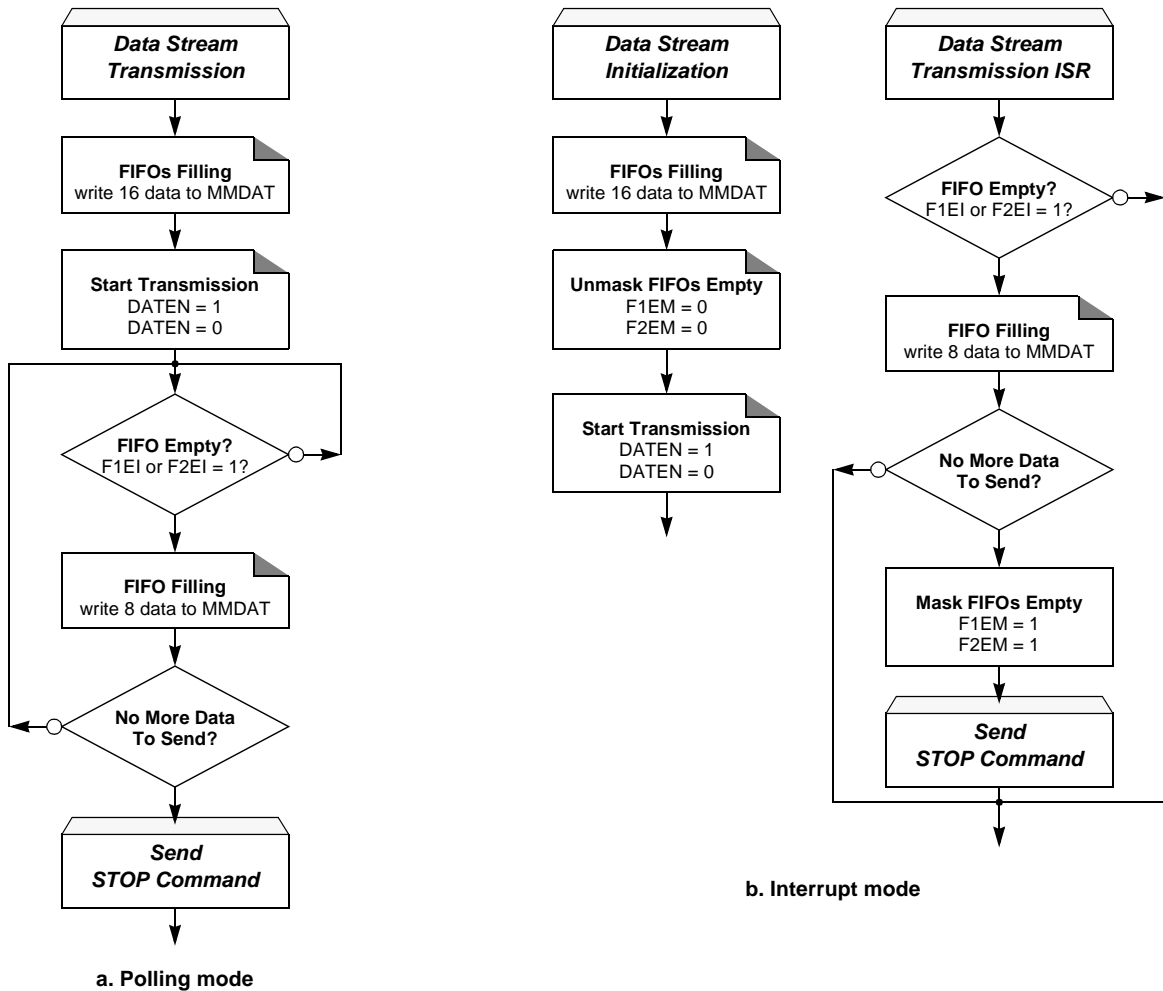 Data Stream
Transmission
FIFOs Filling
write 16 data to MMDAT
Start Transmission
DATEN = 1
DATEN = 0
FIFO Empty?
F1EI or F2EI = 1?
FIFO Filling
write 8 data to MMDAT
No More Data
To Send?
Send
STOP Command
a. Polling mode
Data Stream
Initialization
FIFOs Filling
write 16 data to MMDAT
Unmask FIFOs Empty
F1EM = 0
F2EM = 0
Start Transmission
DATEN = 1
DATEN = 0
Data Stream
Transmission ISR
FIFO Empty?
F1EI or F2EI = 1?
FIFO Filling
write 8 data to MMDAT
No More Data
To Send?
Mask FIFOs Empty
F1EM = 1
F2EM = 1
Send
STOP Command
b. Interrupt mode